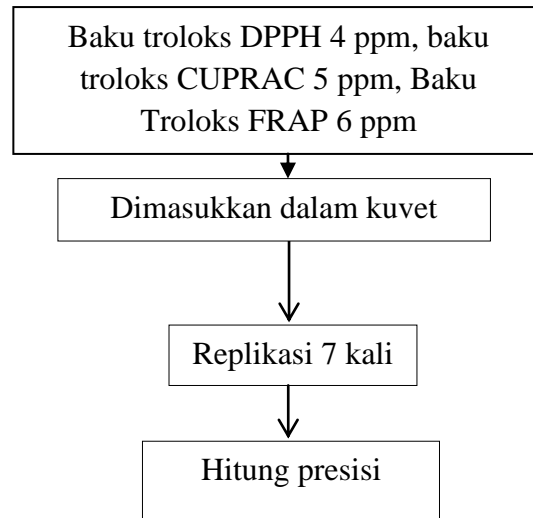 Baku troloks DPPH 4 ppm, baku
troloks CUPRAC 5 ppm, Baku
Troloks FRAP 6 ppm
Dimasukkan dalam kuvet
Replikasi 7 kali
Hitung presisi